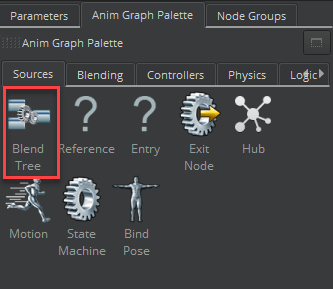 Parameters Anim Graph Palette Node Groups
Anim Graph Palette
Sources Blending Controllers Physics Logic
Blend Tree Reference Entry Exit Node Hub
Motion State Machine Bind Pose